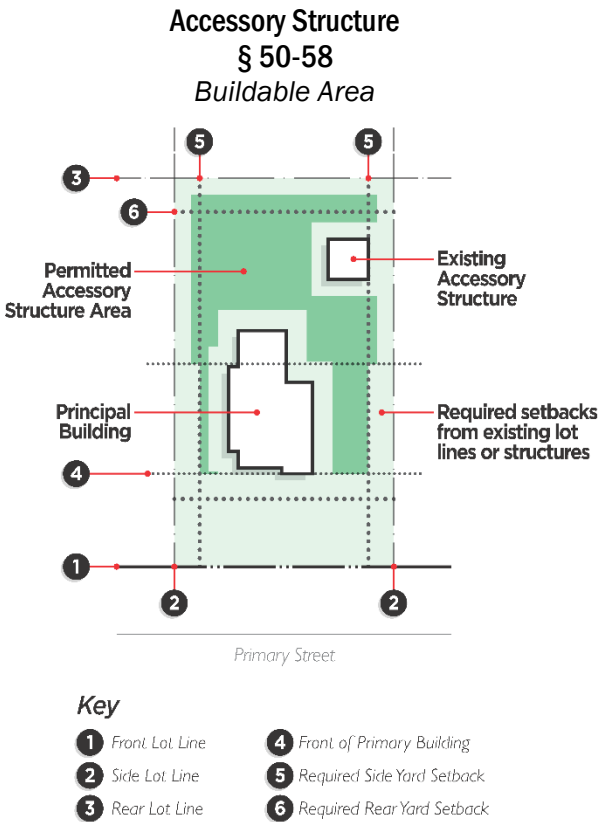 Accessory Structure
§ 50-58
Buildable Area
5
5
3
6
Permitted
Accessory
Structure Area
Existing
Accessory
Structure
Principal
Building
Required setbacks
from existing lot
lines or structures
4
1
2
2
Primary Street
Key
1 Front Lot Line
4 Front of Primary Building
2 Side Lot Line
5 Required Side Yard Setback
3 Rear Lot Line
6 Required Rear Yard Setback